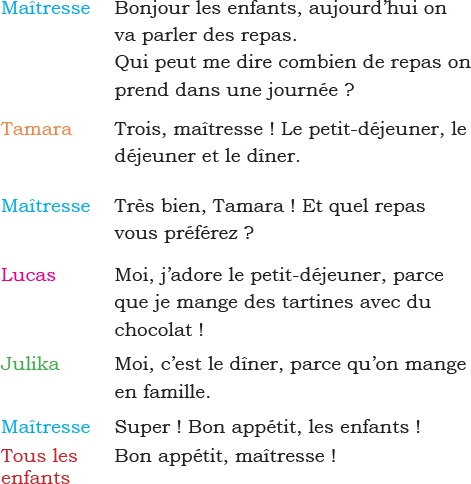 Maîtresse Bonjour les enfants, aujourd'hui on
va parler des repas.
Qui peut me dire combien de repas on
prend dans une journée ?
Tamara Trois, maîtresse ! Le petit-déjeuner, le
déjeuner et le dîner.
Maîtresse Très bien, Tamara ! Et quel repas
vous préférez ?
Lucas Moi, j'adore le petit-déjeuner, parce
que je mange des tartines avec du
chocolat !
Julika Moi, c'est le dîner, parce qu'on mange
en famille.
Maîtresse Super ! Bon appétit, les enfants !
Tous les Bon appétit, maîtresse !
enfants